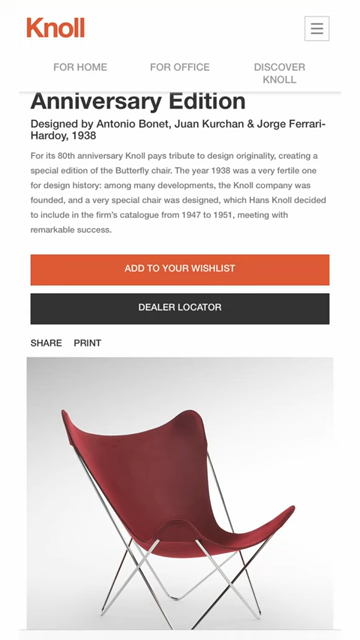 Knoll
FOR HOME
FOR OFFICE
DISCOVER
KNOLL
Anniversary Edition
Designed by Antonio Bonet, Juan Kurchan & Jorge Ferrari-
Hardoy, 1938
For its 80th anniversary Knoll pays tribute to design originality, creating a
special edition of the Butterfly chair. The year 1938 was a very fertile one
for design history: among many developments, the Knoll company was
founded, and a very special chair was designed, which Hans Knoll decided
to include in the firm's catalogue from 1947 to 1951, meeting with
remarkable success.
ADD TO YOUR WISHLIST
DEALER LOCATOR
SHARE PRINT